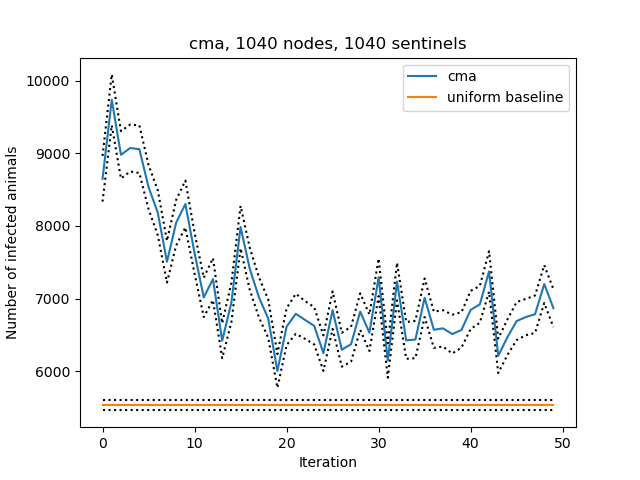 cma, 1040 nodes, 1040 sentinels
cma
uniform baseline
Number of infected animals
10000
9000
8000
7000
6000
0 10 20 30 40 50
Iteration